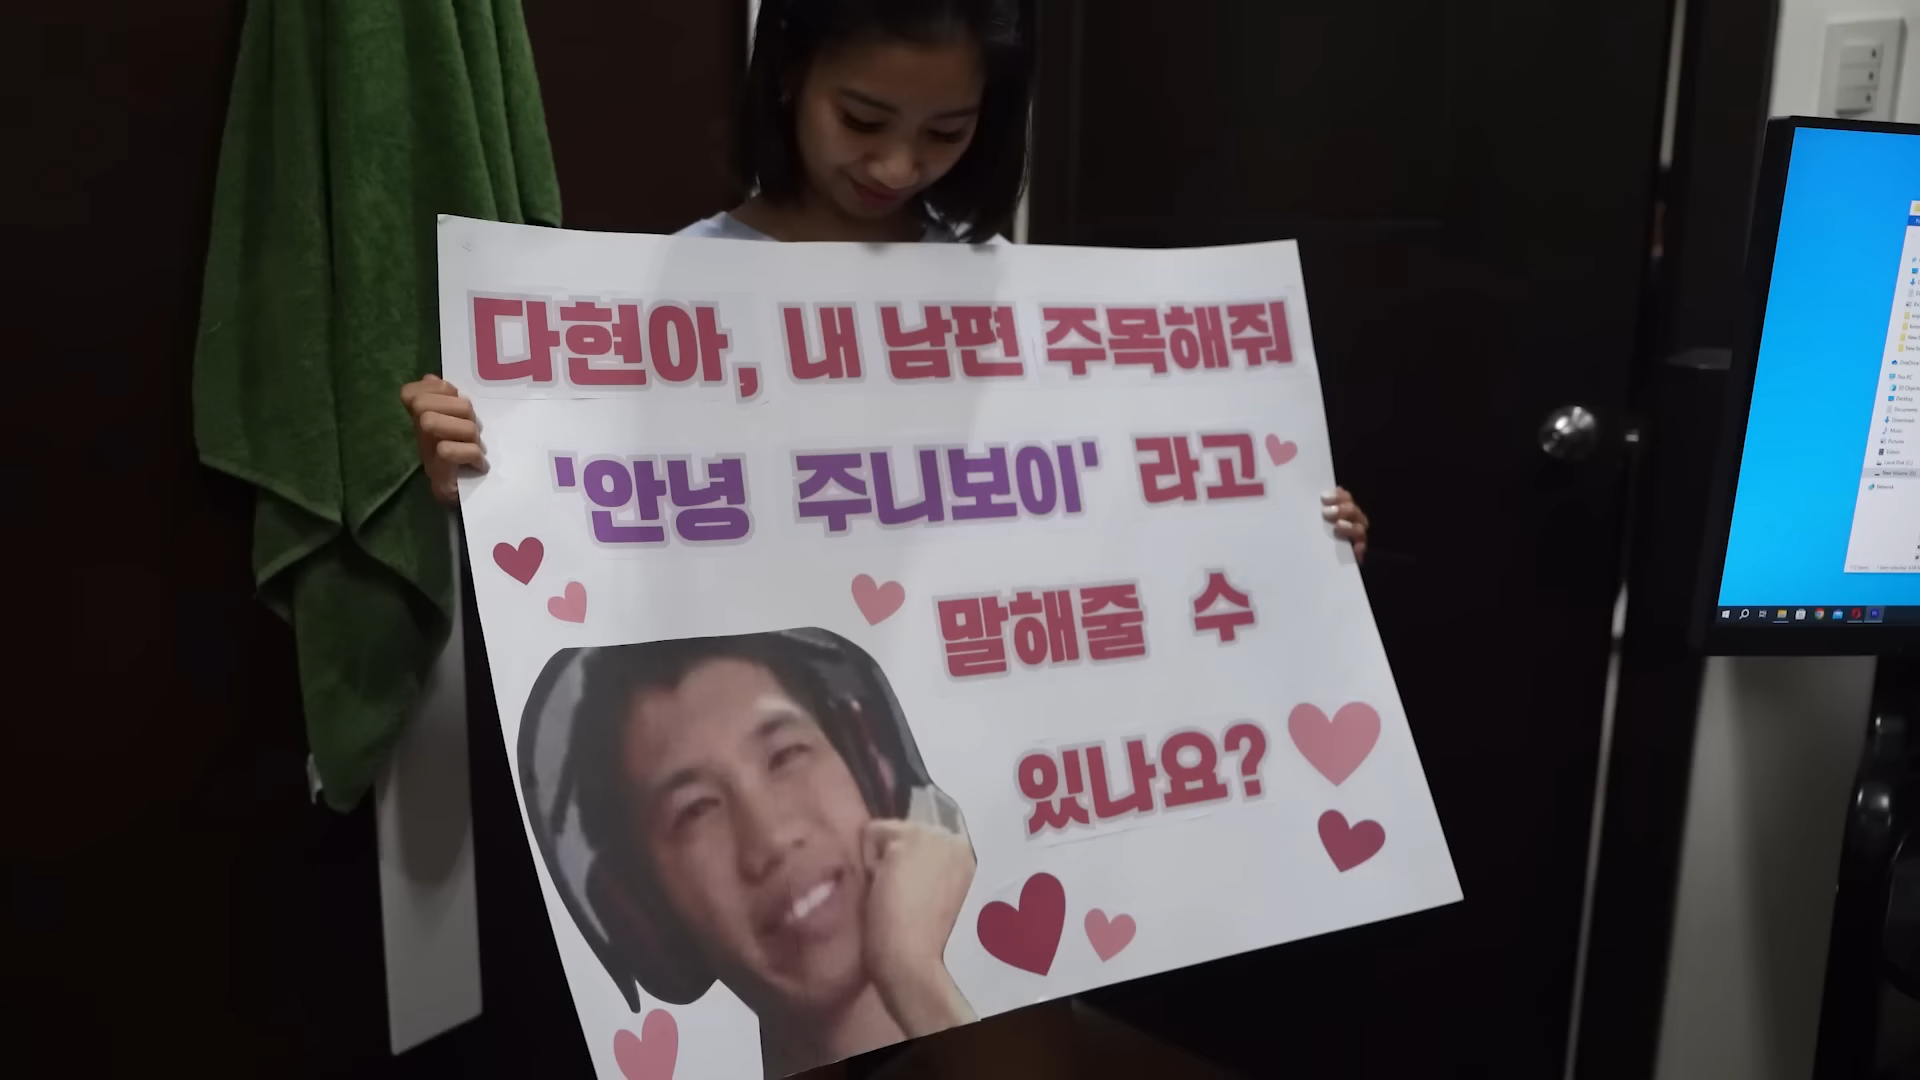 다현아, 내 남편 주목해줘
'안녕 주니보이' 라고
말해줄 수
있나요?